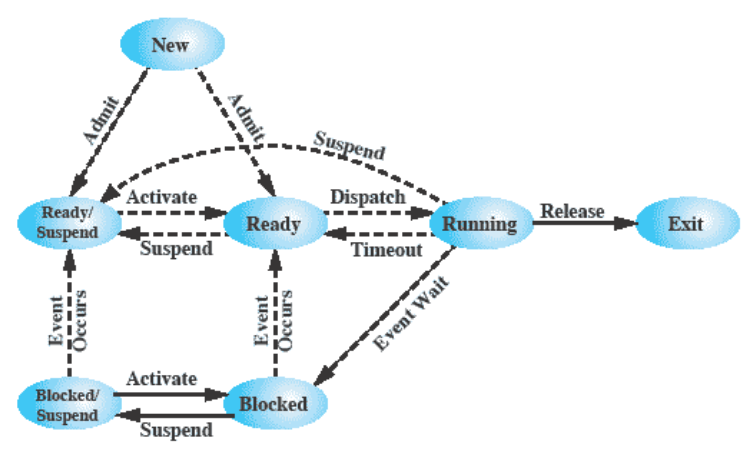 New
Admit
Admit
Suspend
Ready/
Suspend
Activate
Suspend
Ready
Dispatch
Timeout
Running
Release
Exit
Event
Occurs
Event
Occurs
Event Wait
Blocked/
Suspend
Activate
Suspend
Blocked